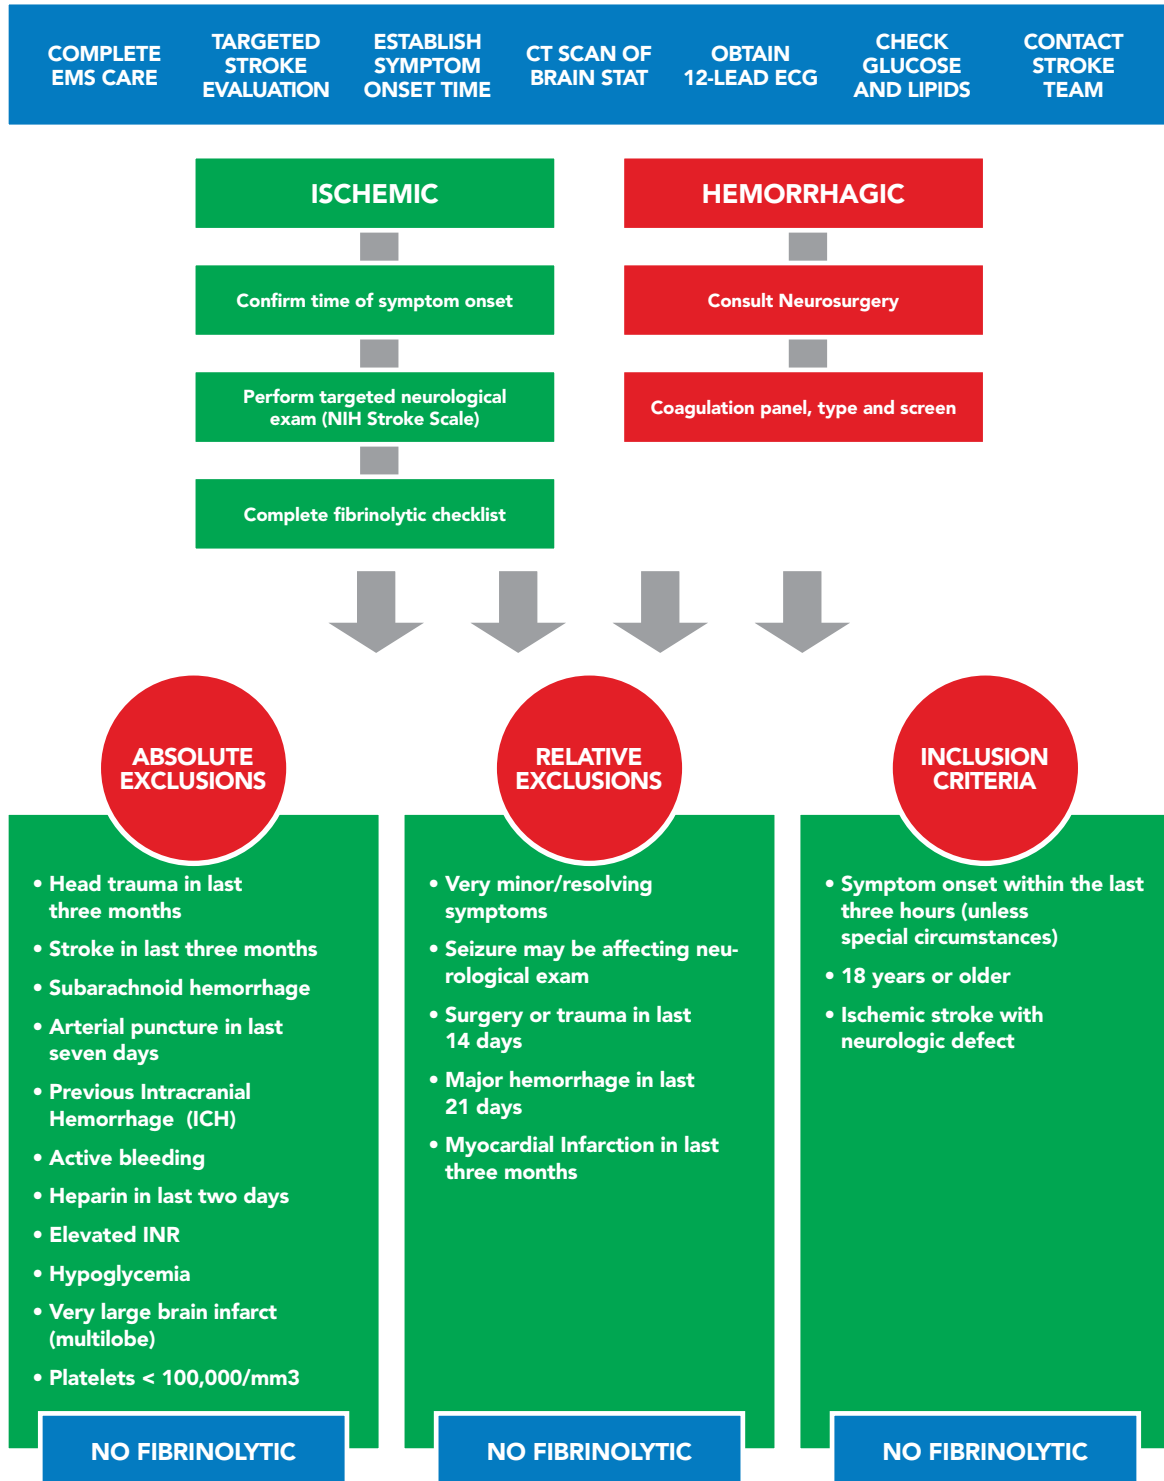 COMPLETE
EMS CARE
TARGETED
STROKE
EVALUATION
ESTABLISH
SYMPTOM
ONSET TIME
CT SCAN OF
BRAIN STAT
OBTAIN
12-LEAD ECG
CHECK
GLUCOSE
AND LIPIDS
CONTACT
STROKE
TEAM
ISCHEMIC
Confirm time of symptom onset
Perform targeted neurological
exam (NIH Stroke Scale)
Complete fibrinolytic checklist
HEMORRHAGIC
Consult Neurosurgery
Coagulation panel, type and screen
ABSOLUTE
EXCLUSIONS
• Head trauma in last
three months
• Stroke in last three months
• Subarachnoid hemorrhage
• Arterial puncture in last
seven days
• Previous Intracranial
Hemorrhage (ICH)
• Active bleeding
• Heparin in last two days
• Elevated INR
• Hypoglycemia
• Very large brain infarct
(multilobe)
• Platelets < 100,000/mm3
NO FIBRINOLYTIC
RELATIVE
EXCLUSIONS
• Very minor/resolving
symptoms
• Seizure may be affecting neu-
rological exam
• Surgery or trauma in last
14 days
• Major hemorrhage in last
21 days
• Myocardial Infarction in last
three months
NO FIBRINOLYTIC
INCLUSION
CRITERIA
• Symptom onset within the last
three hours (unless
special circumstances)
• 18 years or older
• Ischemic stroke with
neurologic defect
NO FIBRINOLYTIC